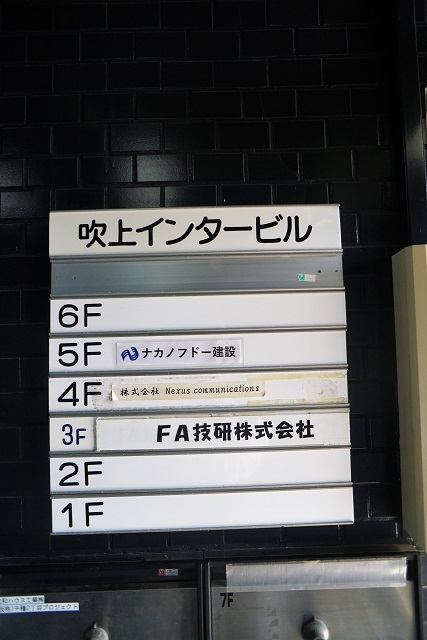 吹上インタービル
6F
5F ナカノフドー建設
4F 株式会社 Nexus communications
3F FA技研株式会社
2F
1F
7F